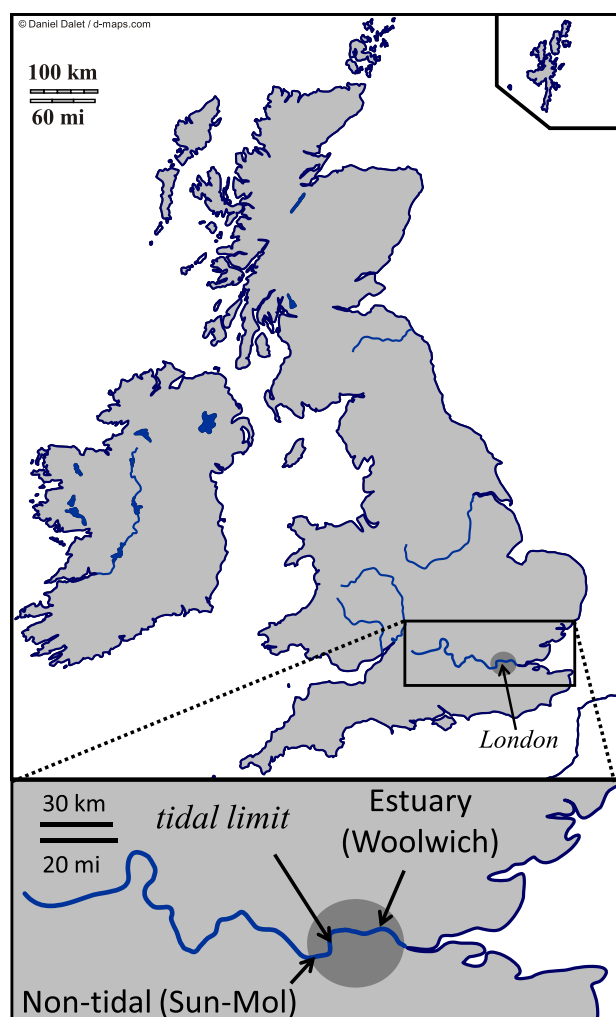 © Daniel Dalet / d-maps.com
100 km
60 mi
London
30 km
20 mi
tidal limit
Estuary
(Woolwich)
Non-tidal (Sun-Mol)